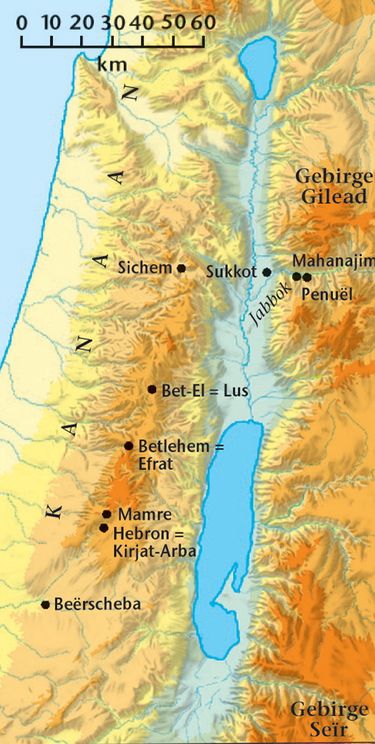 0 10 20 30 40 50 60
km
N
A
Gebirge
Gilead
A
Sichem
Sukkot
Mahanajim
Penuël
Jabbok
N
Bet-El = Lus
A
Betlehem =
Efrat
K
Mamre
Hebron =
Kirjat-Arba
Beërscheba
Gebirge
Seïr